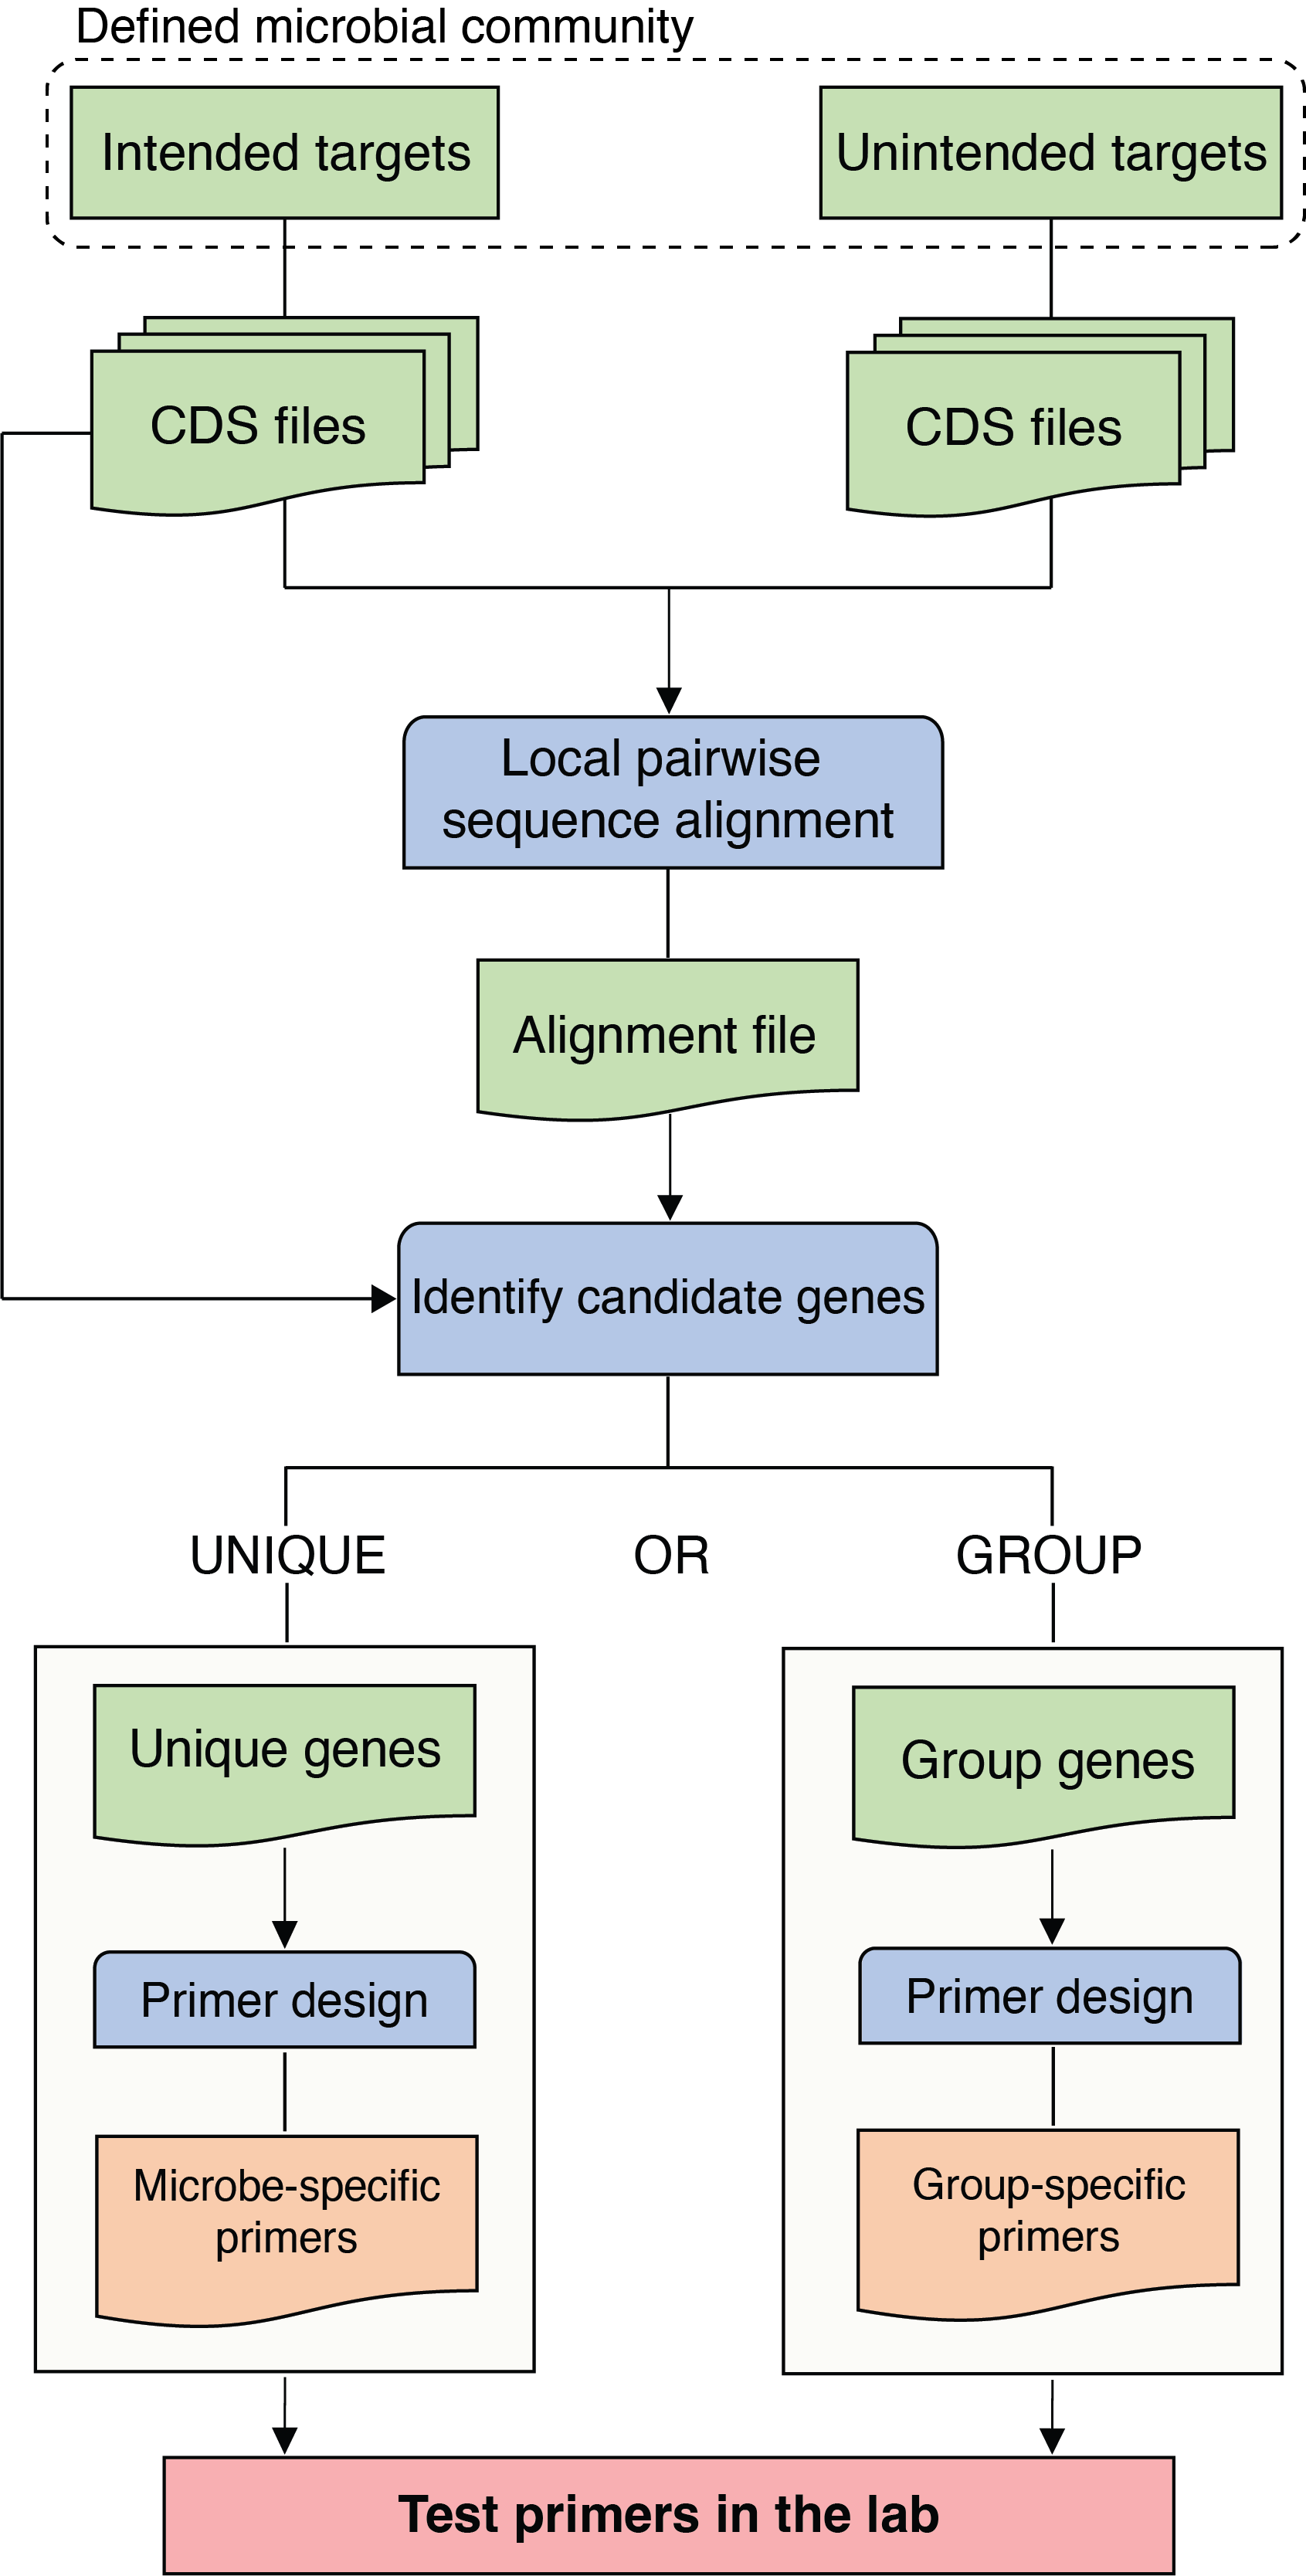 Defined microbial community
Intended targets
Unintended targets
CDS files
CDS files
Local pairwise
sequence alignment
Alignment file
Identify candidate genes
UNIQUE
OR
GROUP
Unique genes
Group genes
Primer design
Primer design
Microbe-specific
primers
Group-specific
primers
Test primers in the lab